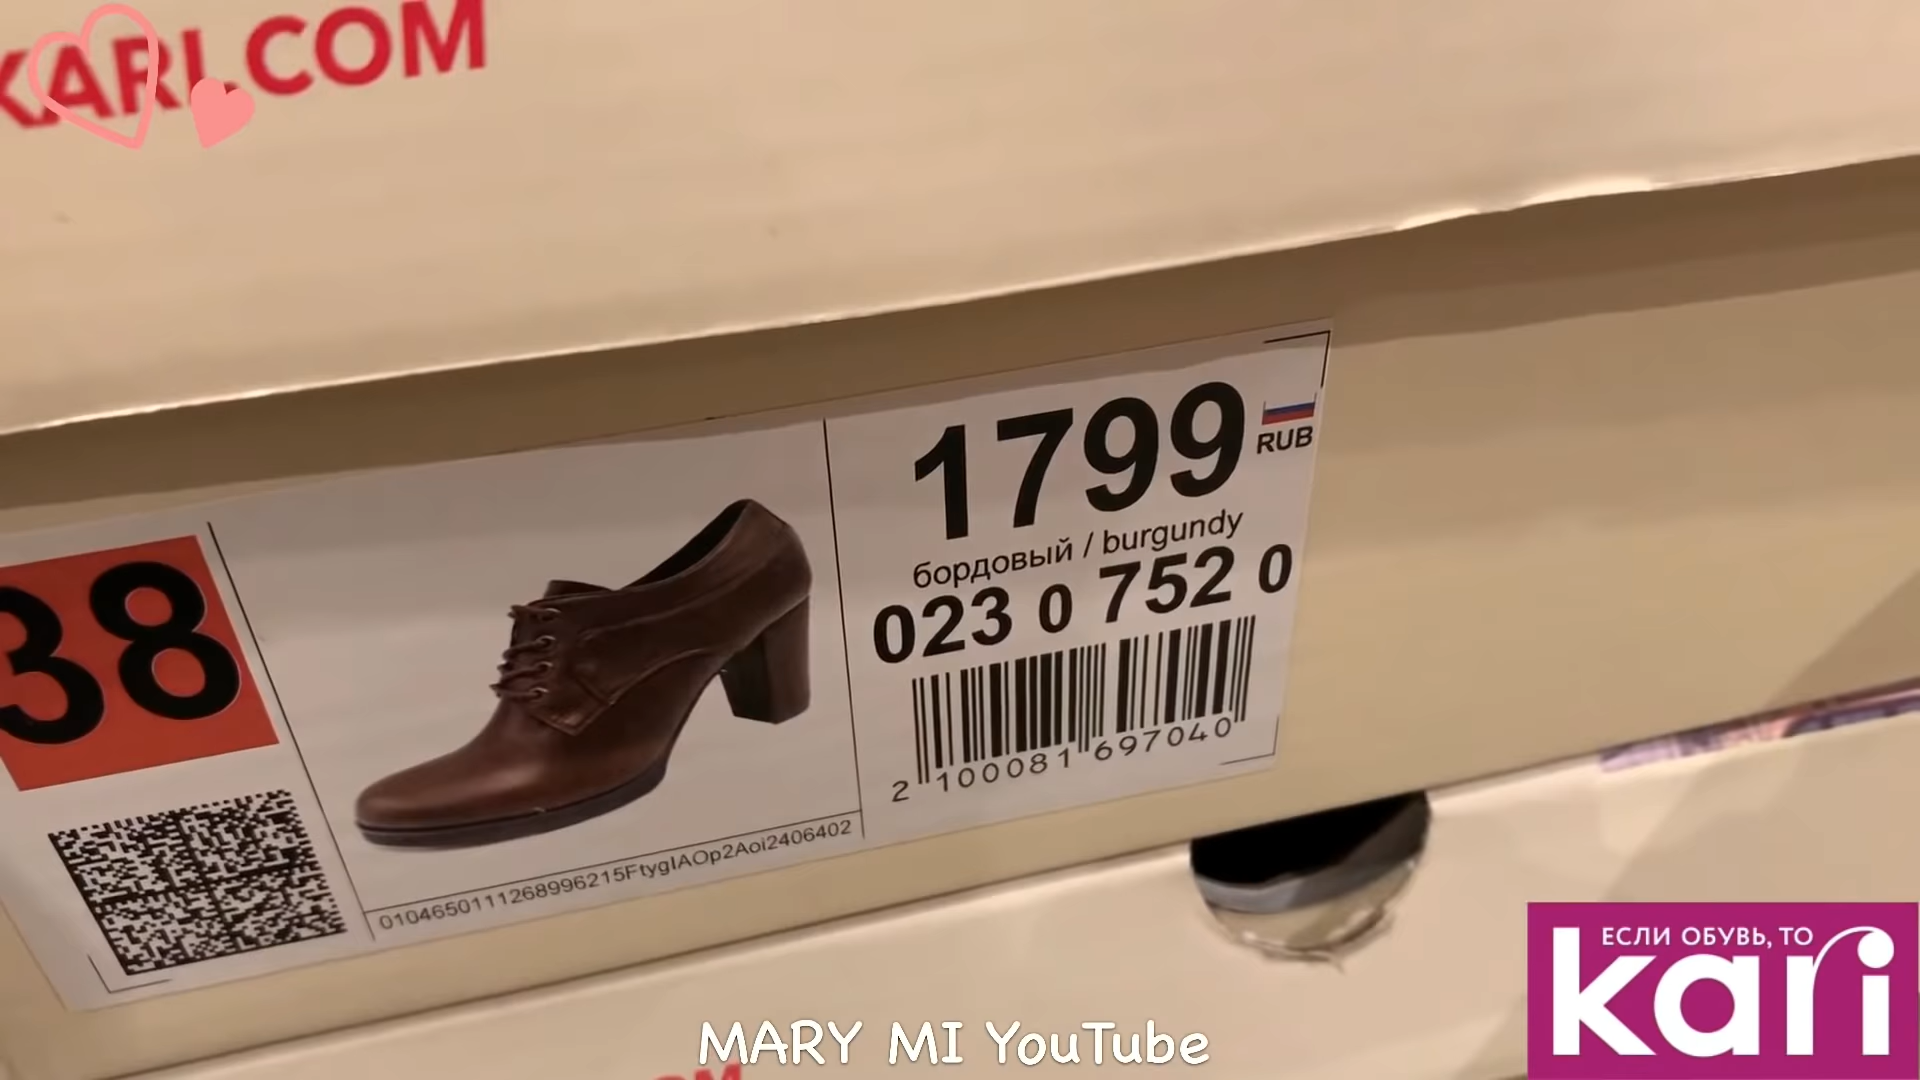 KARI.COM
1799
RUB
бордовый / burgundy
023 0 752 0
2 100081 697040
38
0104650111268996215FtygIAOp2Aoi2406402
ЕСЛИ ОБУВЬ, ТО
kari
MARY MI YouTube